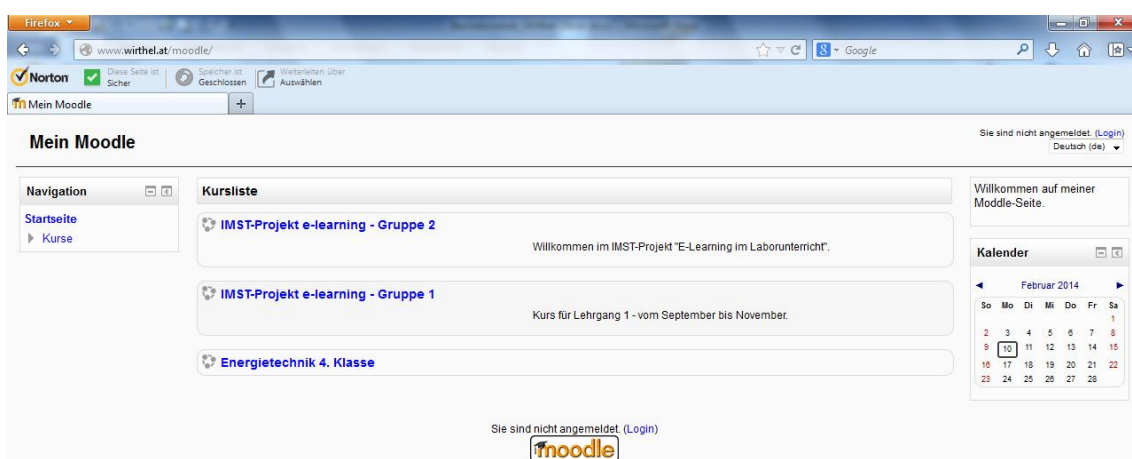 Firefox
www.wirthel.at/moodle/
Google
Norton
Diese Seite ist
Sicher
Speicher ist
Geschlossen
Weiterleiten über
Auswählen
Mein Moodle
Mein Moodle
Sie sind nicht angemeldet. (Login)
Deutsch (de)
Navigation
Startseite
Kurse
Kursliste
IMST-Projekt e-learning - Gruppe 2
Willkommen im IMST-Projekt "E-Learning im Laborunterricht".
IMST-Projekt e-learning - Gruppe 1
Kurs für Lehrgang 1 - vom September bis November.
Energietechnik 4. Klasse
Willkommen auf meiner
Moddle-Seite.
Kalender
Februar 2014
So Mo Di Mi Do Fr Sa
1
2 3 4 5 6 7 8
9 10 11 12 13 14 15
16 17 18 19 20 21 22
23 24 25 26 27 28
Sie sind nicht angemeldet. (Login)
moodle